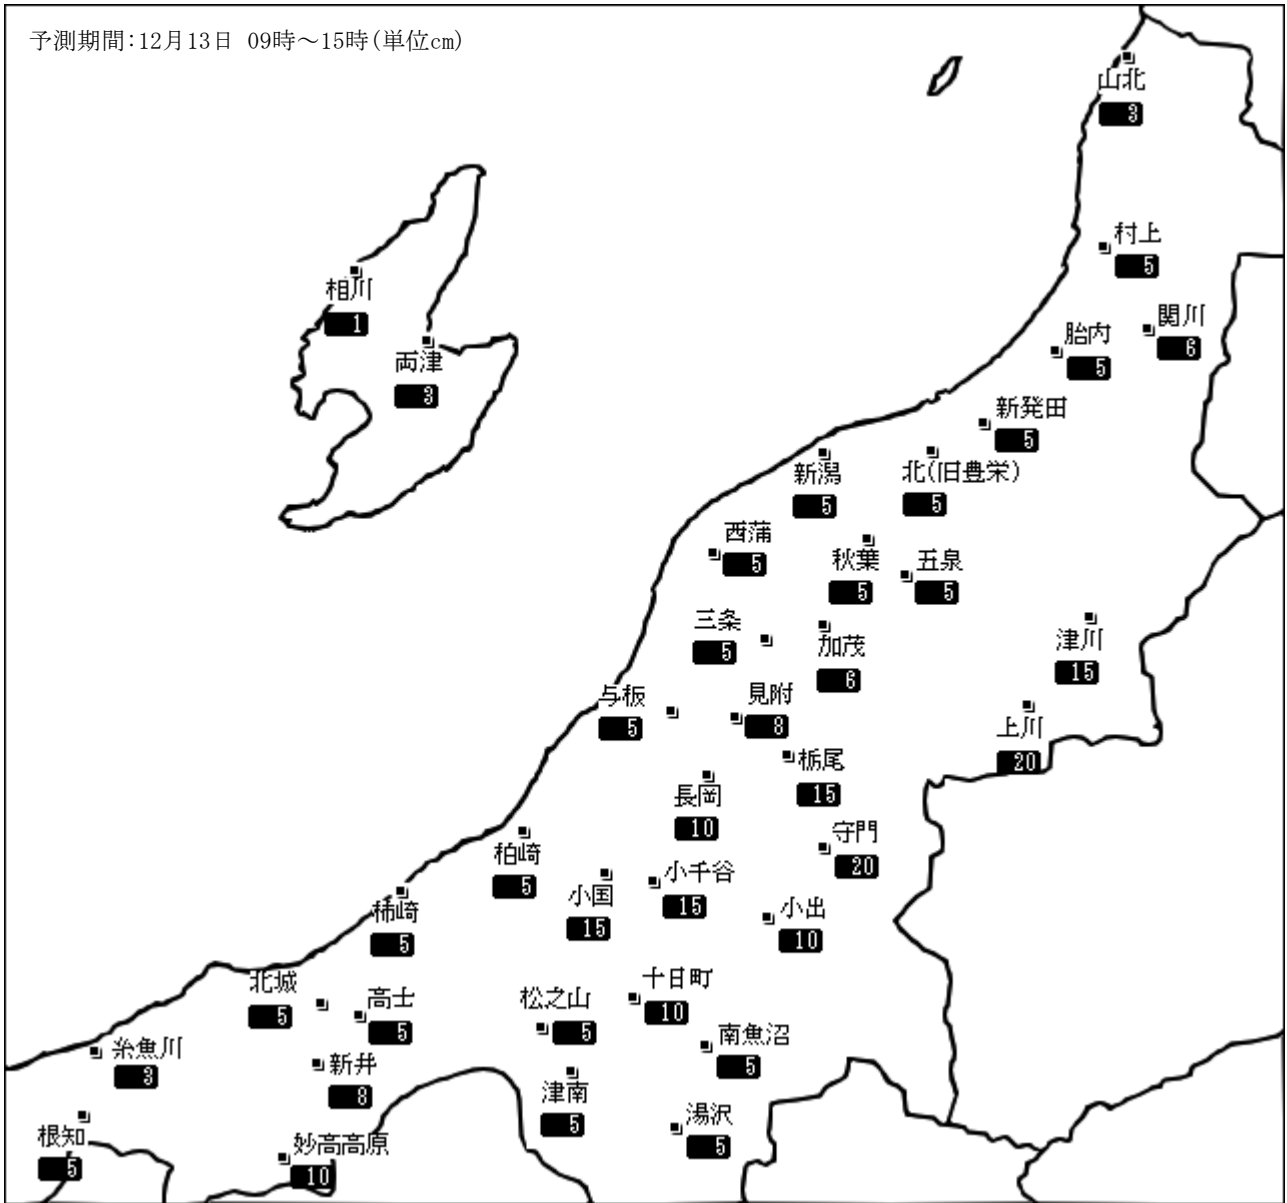 予測期間:12月13日 09時～15時(単位cm)
山北
3
村上
5
相川
1
関川
6
胎内
5
両津
3
新発田
5
新潟
5
北(旧豊栄)
5
西蒲
5
秋葉
5
五泉
5
三条
5
加茂
6
津川
15
与板
5
見附
8
上川
20
栃尾
15
長岡
10
守門
20
柏崎
5
小国
15
小千谷
15
小出
10
柿崎
5
北城
5
高士
5
松之山
5
十日町
10
南魚沼
5
糸魚川
3
新井
8
津南
5
湯沢
5
根知
5
妙高高原
10